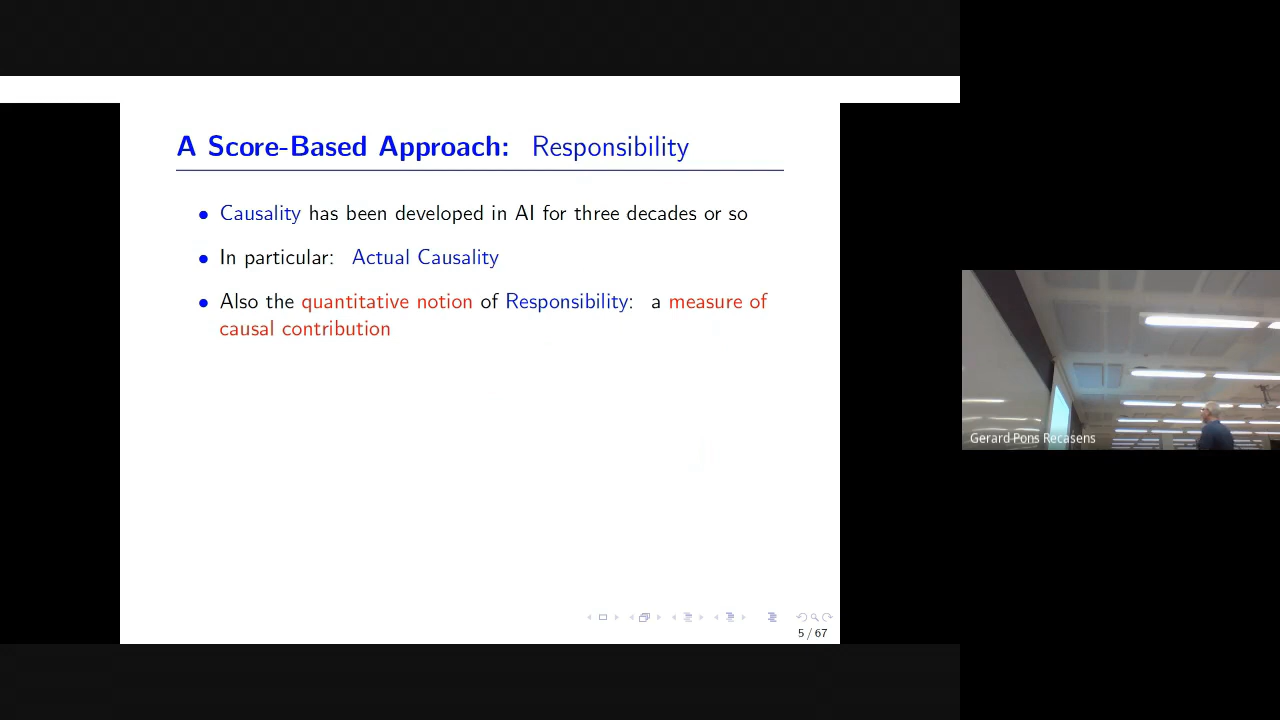 A Score-Based Approach: Responsibility
• Causality has been developed in AI for three decades or so
• In particular: Actual Causality
• Also the quantitative notion of Responsibility: a measure of
causal contribution
5 / 67
Gerard Pons Recasens